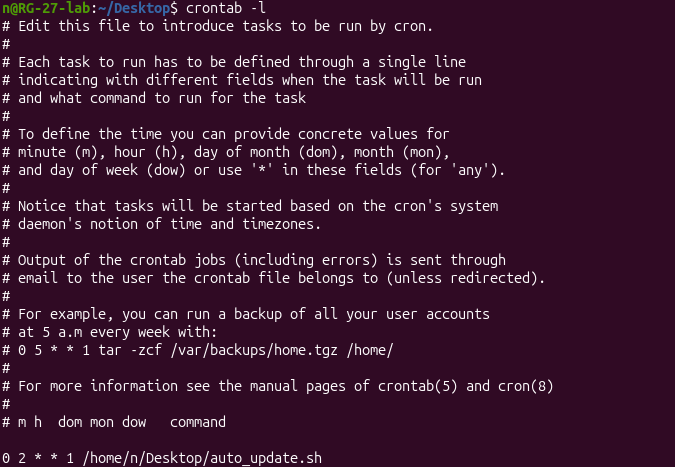 n@RG-27-lab:~/Desktop$ crontab -l
# Edit this file to introduce tasks to be run by cron.
#
# Each task to run has to be defined through a single line
# indicating with different fields when the task will be run
# and what command to run for the task
#
# To define the time you can provide concrete values for
# minute (m), hour (h), day of month (dom), month (mon),
# and day of week (dow) or use '*' in these fields (for 'any').
#
# Notice that tasks will be started based on the cron's system
# daemon's notion of time and timezones.
#
# Output of the crontab jobs (including errors) is sent through
# email to the user the crontab file belongs to (unless redirected).
#
# For example, you can run a backup of all your user accounts
# at 5 a.m every week with:
# 0 5 * * 1 tar -zcf /var/backups/home.tgz /home/
#
# For more information see the manual pages of crontab(5) and cron(8)
#
# m h  dom mon dow   command

0 2 * * 1 /home/n/Desktop/auto_update.sh